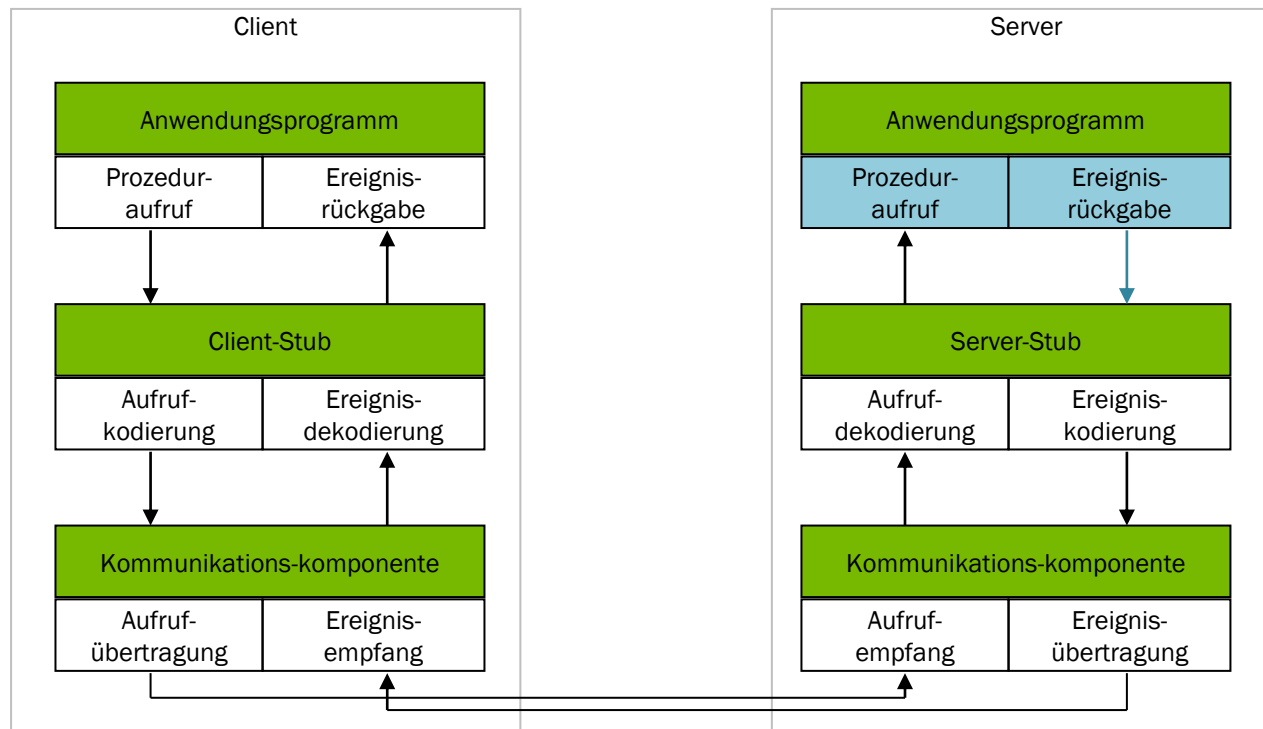 Client
Server
Anwendungsprogramm
Prozedur-
aufruf
Ereignis-
rückgabe
Client-Stub
Aufruf-
kodierung
Ereignis-
dekodierung
Kommunikations-komponente
Aufruf-
übertragung
Ereignis-
empfang
Anwendungsprogramm
Prozedur-
aufruf
Ereignis-
rückgabe
Server-Stub
Aufruf-
dekodierung
Ereignis-
kodierung
Kommunikations-komponente
Aufruf-
empfang
Ereignis-
übertragung